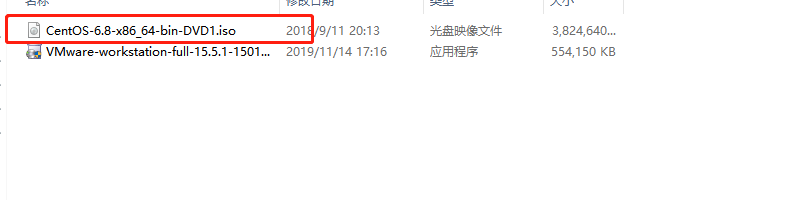 名称 修改日期 类型 大小
CentOS-6.8-x86_64-bin-DVD1.iso 2018/9/11 20:13 光盘映像文件 3,824,640...
VMware-workstation-full-15.5.1-1501... 2019/11/14 17:16 应用程序 554,150 KB